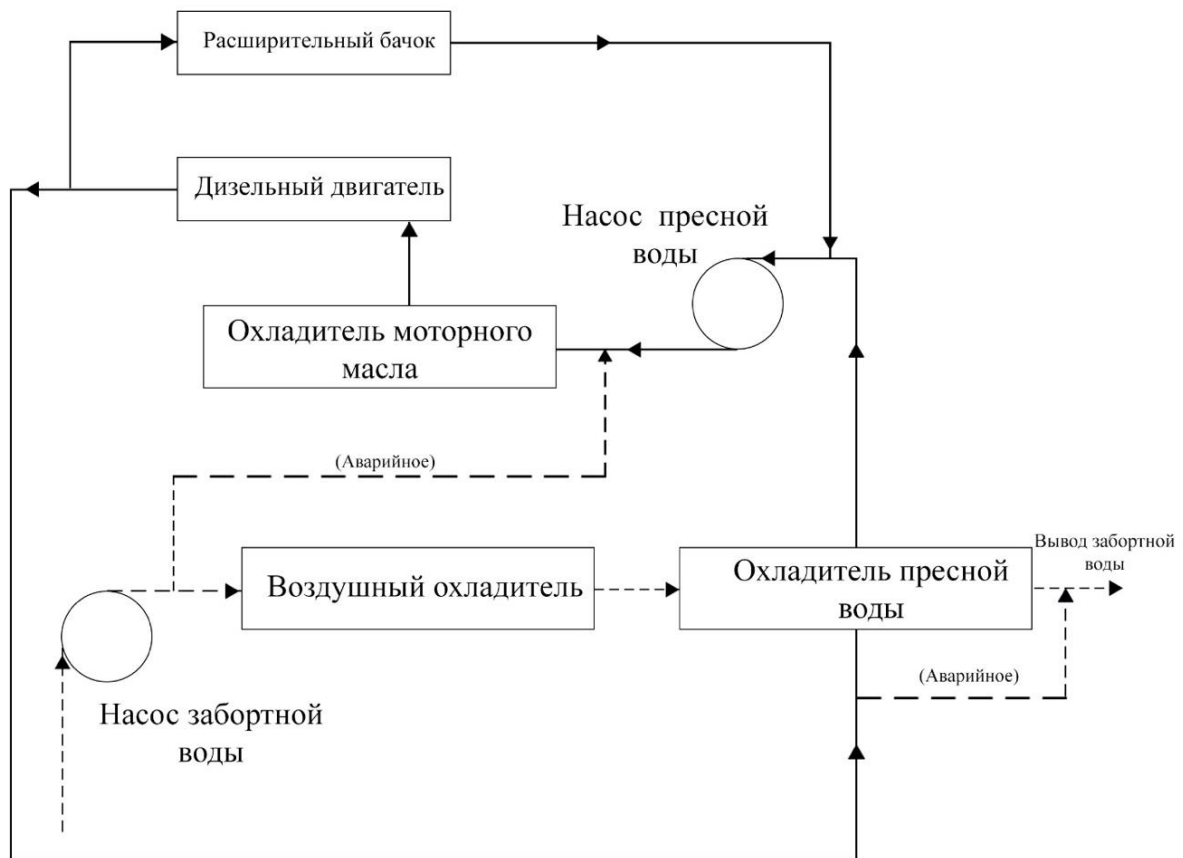 Расширительный бачок
Дизельный двигатель
Насос пресной
воды
Охладитель моторного
масла
(Аварийное)
Воздушный охладитель
Охладитель пресной
воды
Вывод забортной
воды
(Аварийное)
Насос забортной
воды